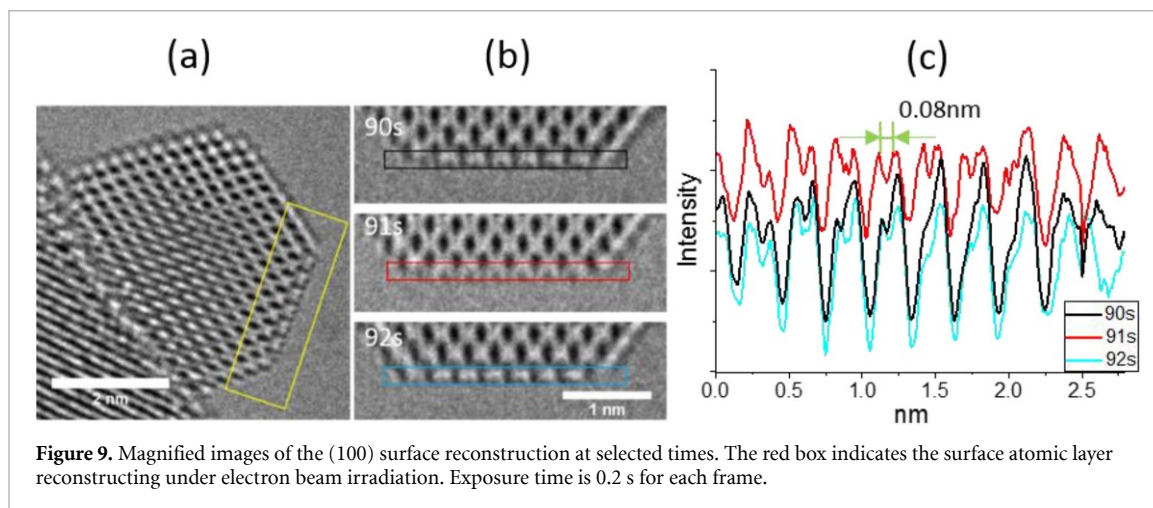 (a)
(b)
(c)
2 nm
90s
91s
92s
1 nm
0.08nm
Intensity
90s
91s
92s
0.0 0.5 1.0 1.5 2.0 2.5
nm
Figure 9. Magnified images of the (100) surface reconstruction at selected times. The red box indicates the surface atomic layer
reconstructing under electron beam irradiation. Exposure time is 0.2 s for each frame.